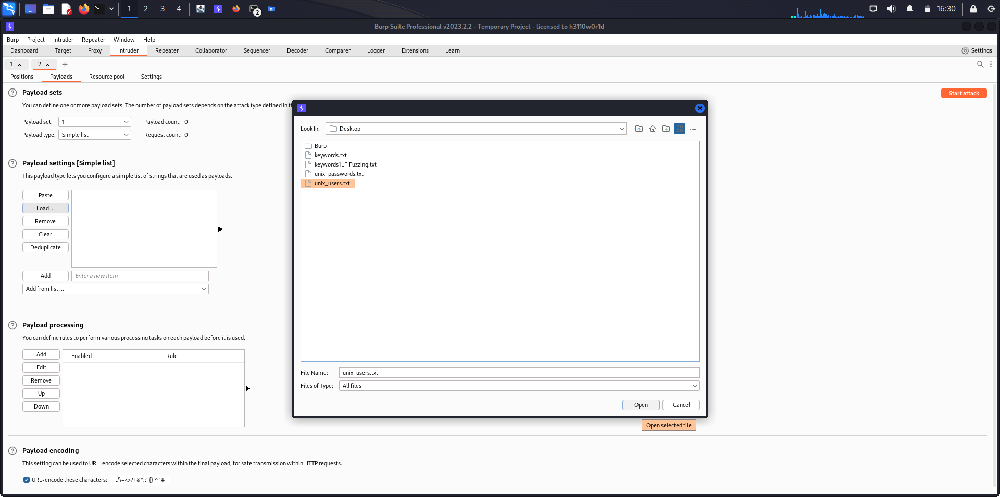 1 2 3 4 2 16:30
Burp Suite Professional v2023.2.2 - Temporary Project - licensed to h3110w0r1d
Burp Project Intruder Repeater Window Help
Dashboard Target Proxy Intruder Repeater Collaborator Sequencer Decoder Comparer Logger Extensions Learn Settings
1 × 2 × +
Positions Payloads Resource pool Settings
? Payload sets Start attack
You can define one or more payload sets. The number of payload sets depends on the attack type defined in
Payload set: 1 Payload count: 0
Payload type: Simple list Request count: 0
? Payload settings [Simple list]
This payload type lets you configure a simple list of strings that are used as payloads.
Paste
Load ...
Remove
Clear
Deduplicate
Add Enter a new item
Add from list ...
? Payload processing
You can define rules to perform various processing tasks on each payload before it is used.
Add Enabled Rule
Edit
Remove
Up
Down
? Payload encoding
This setting can be used to URL-encode selected characters within the final payload, for safe transmission within HTTP requests.
URL-encode these characters: ./\=<>?+&*;:"{}|^`#
Look In: Desktop
Burp
keywords.txt
keywords1LFIFuzzing.txt
unix_passwords.txt
unix_users.txt
File Name: unix_users.txt
Files of Type: All files
Open Cancel
Open selected file